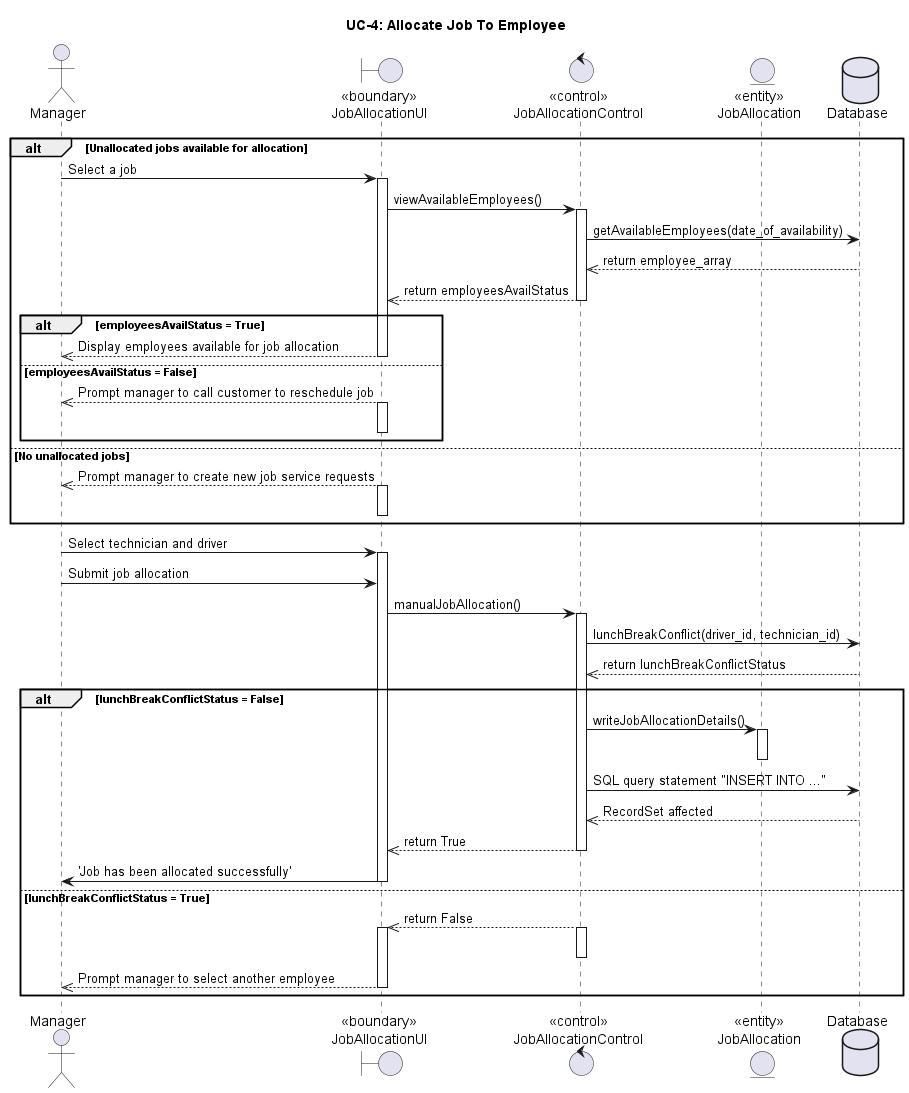 UC-4: Allocate Job To Employee
Manager
«boundary»
JobAllocationUI
«control»
JobAllocationControl
«entity»
JobAllocation
Database
alt [Unallocated jobs available for allocation]
Select a job
viewAvailableEmployees()
getAvailableEmployees(date_of_availability)
return employee_array
return employeesAvailStatus
alt [employeesAvailStatus = True]
Display employees available for job allocation
[employeesAvailStatus = False]
Prompt manager to call customer to reschedule job
[No unallocated jobs]
Prompt manager to create new job service requests
Select technician and driver
Submit job allocation
manualJobAllocation()
lunchBreakConflict(driver_id, technician_id)
return lunchBreakConflictStatus
alt [lunchBreakConflictStatus = False]
writeJobAllocationDetails()
SQL query statement "INSERT INTO ..."
RecordSet affected
return True
'Job has been allocated successfully'
[lunchBreakConflictStatus = True]
return False
Prompt manager to select another employee
Manager
«boundary»
JobAllocationUI
«control»
JobAllocationControl
«entity»
JobAllocation
Database